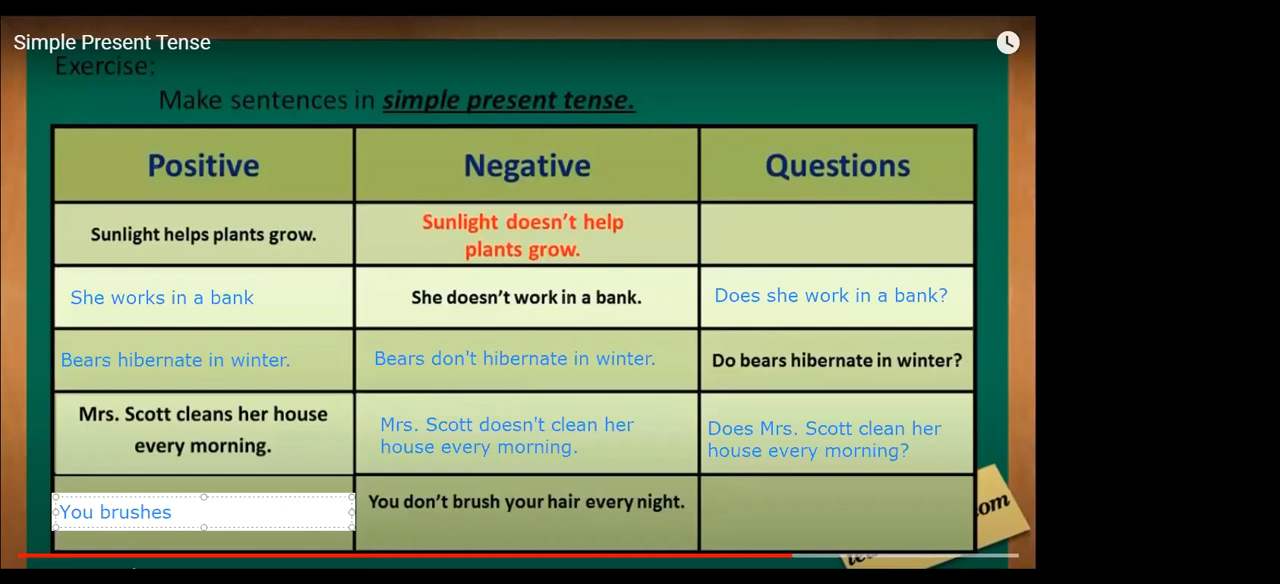 Simple Present Tense
Exercise:
Make sentences in simple present tense.
Positive
Negative
Questions
Sunlight helps plants grow.
Sunlight doesn't help
plants grow.
She works in a bank
She doesn't work in a bank.
Does she work in a bank?
Bears hibernate in winter.
Bears don't hibernate in winter.
Do bears hibernate in winter?
Mrs. Scott cleans her house
every morning.
Mrs. Scott doesn't clean her
house every morning.
Does Mrs. Scott clean her
house every morning?
You brushes
You don't brush your hair every night.
om